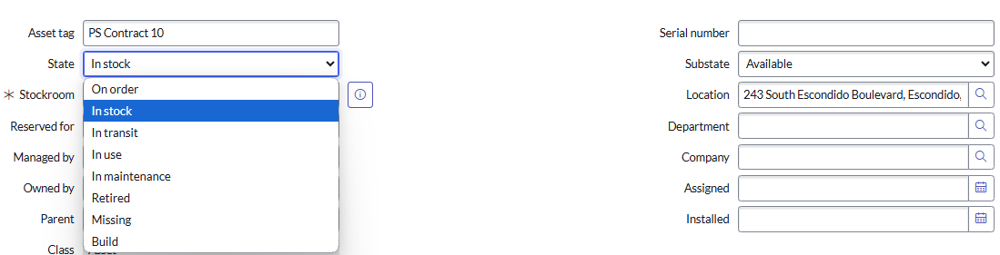 Asset tag PS Contract 10 Serial number
State In stock Substate Available
On order
✳ Stockroom Location 243 South Escondido Boulevard, Escondido,
In stock
Reserved for In transit Department
Managed by In use Company
In maintenance
Owned by Retired Assigned
Parent Missing Installed
Build
Class